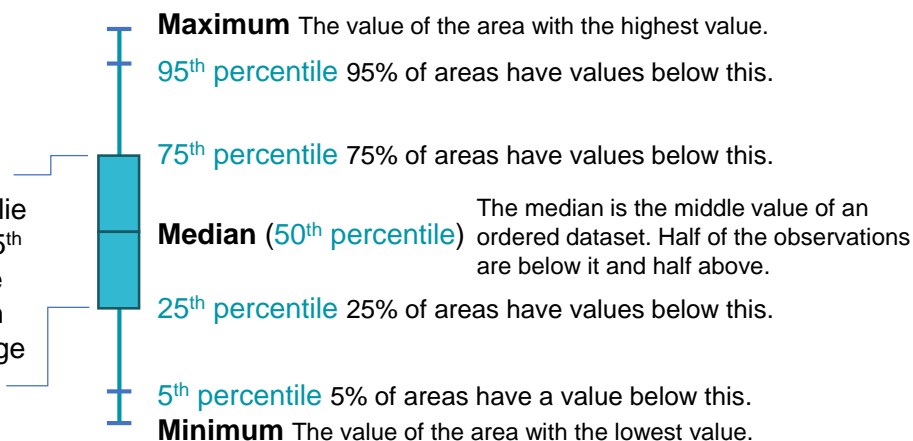 Maximum The value of the area with the highest value.
95th percentile 95% of areas have values below this.
75th percentile 75% of areas have values below this.
lie
5th
ge
Median (50th percentile)
The median is the middle value of an
ordered dataset. Half of the observations
are below it and half above.
25th percentile 25% of areas have values below this.
5th percentile 5% of areas have a value below this.
Minimum The value of the area with the lowest value.